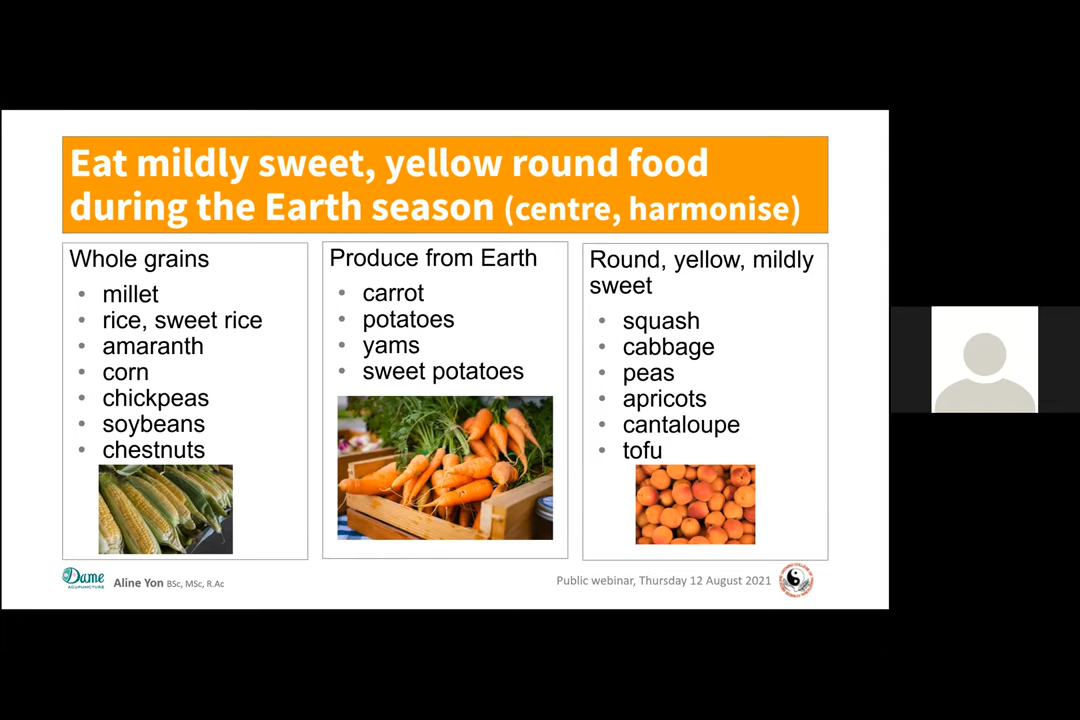 Eat mildly sweet, yellow round food
during the Earth season (centre, harmonise)
Whole grains
• millet
• rice, sweet rice
• amaranth
• corn
• chickpeas
• soybeans
• chestnuts
Produce from Earth
• carrot
• potatoes
• yams
• sweet potatoes
Round, yellow, mildly
sweet
• squash
• cabbage
• peas
• apricots
• cantaloupe
• tofu
Dame
ACUPUNCTURE
Aline Yon BSc, MSc, R.Ac
Public webinar, Thursday 12 August 2021